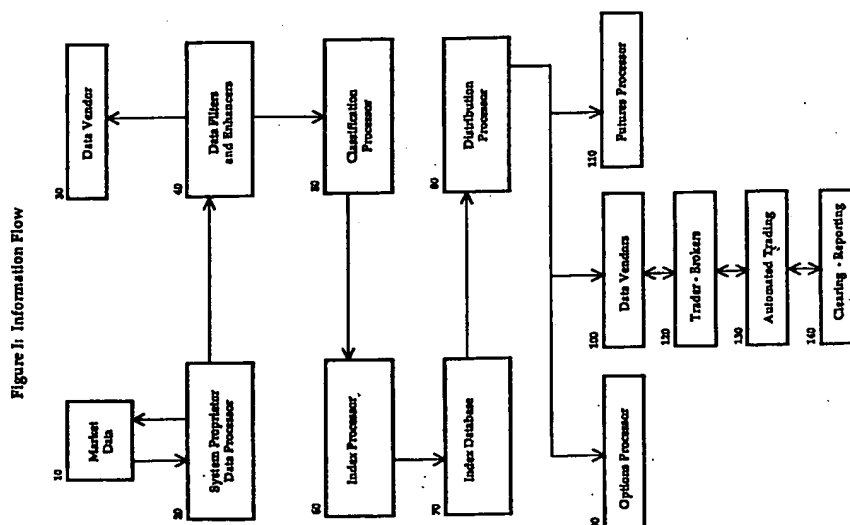 Figure I: Information Flow
10
Market
Data
20
System Proprietor
Data Processor
30
Data Vendor
40
Data Filters
and Enhancers
50
Classification
Processor
60
Index Processor
70
Index Database
80
Distribution
Processor
Options Processor
100
Data Vendors
110
Futures Processor
120
Trader - Brokers
130
Automated Trading
140
Clearing - Reporting